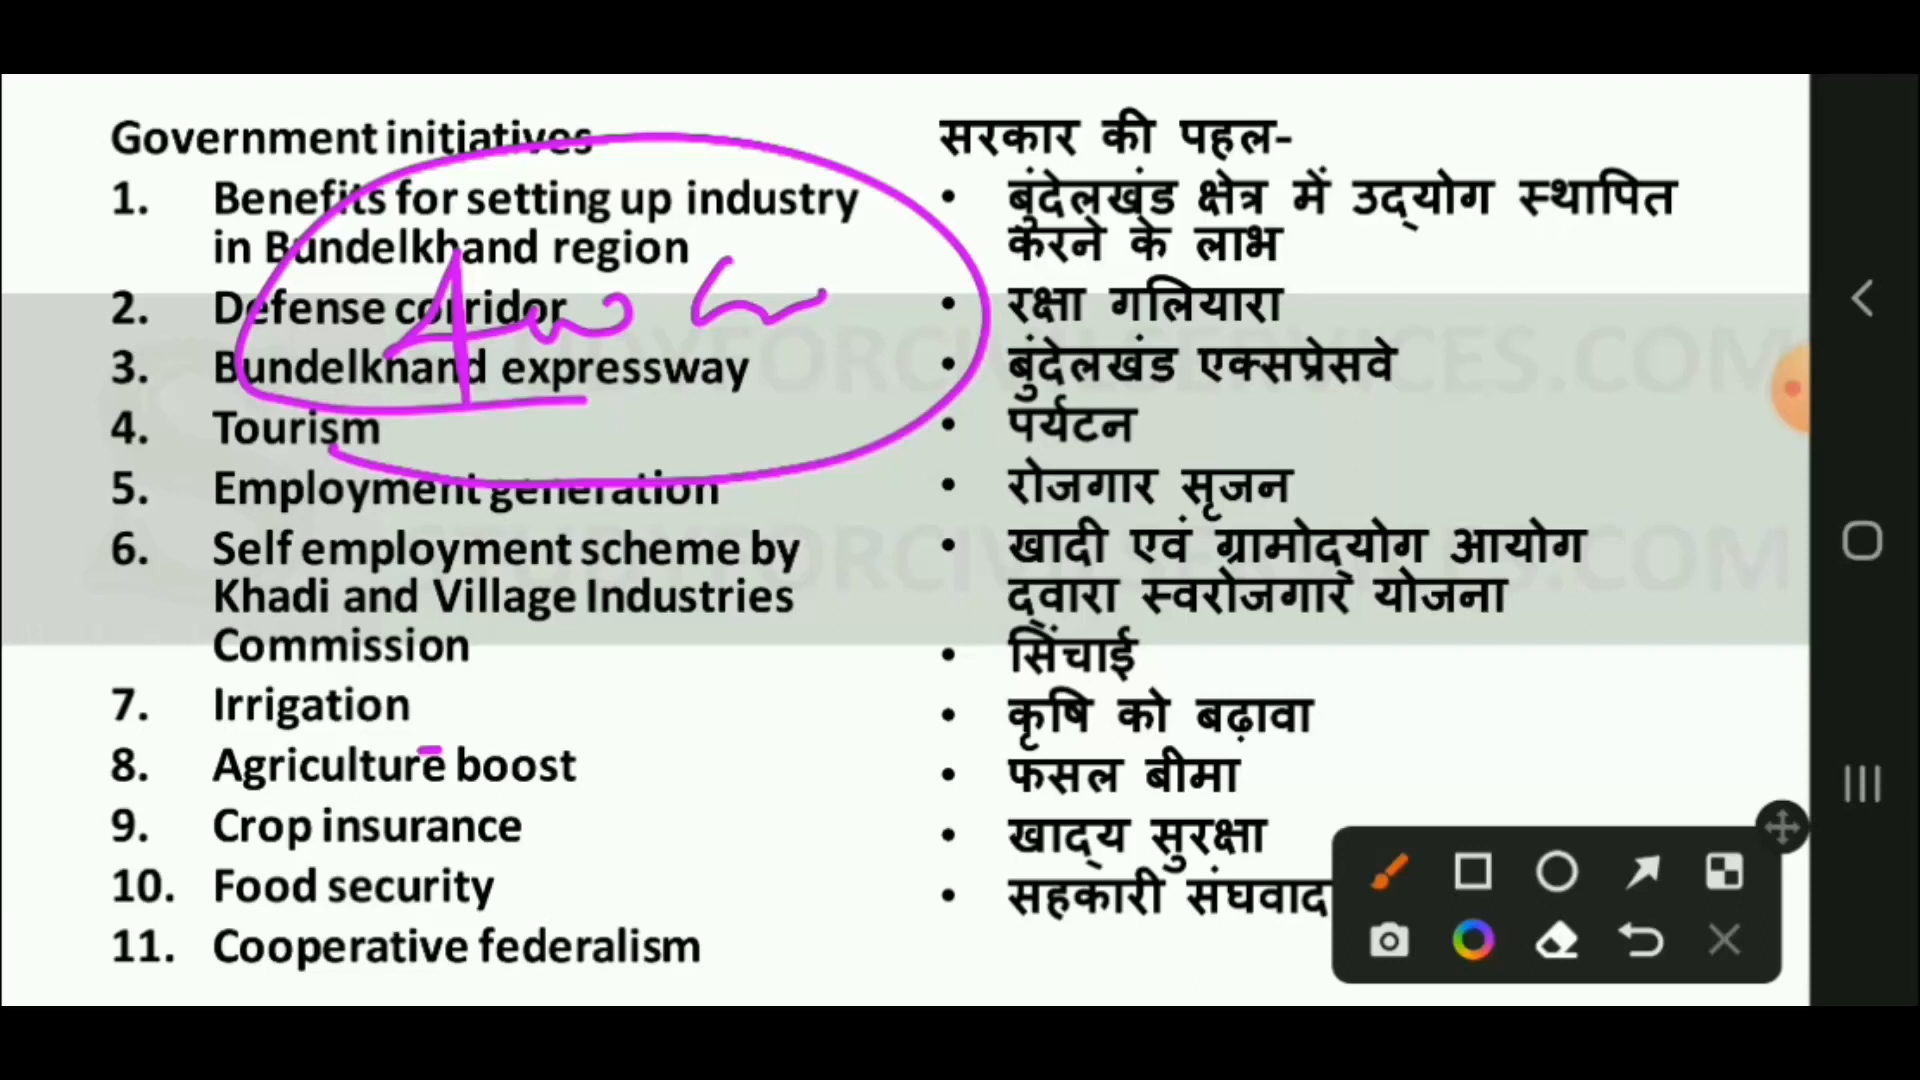 Government initiatives
1. Benefits for setting up industry
in Bundelkhand region
2. Defense corridor
3. Bundelkhand expressway
4. Tourism
5. Employment generation
6. Self employment scheme by
Khadi and Village Industries
Commission
7. Irrigation
8. Agriculture boost
9. Crop insurance
10. Food security
11. Cooperative federalism
सरकार की पहल-
• बुंदेलखंड क्षेत्र में उद्योग स्थापित
करने के लाभ
• रक्षा गलियारा
• बुंदेलखंड एक्सप्रेसवे
• पर्यटन
• रोजगार सृजन
• खादी एवं ग्रामोद्योग आयोग
द्वारा स्वरोजगार योजना
• सिंचाई
• कृषि को बढ़ावा
• फसल बीमा
• खाद्य सुरक्षा
• सहकारी संघवाद